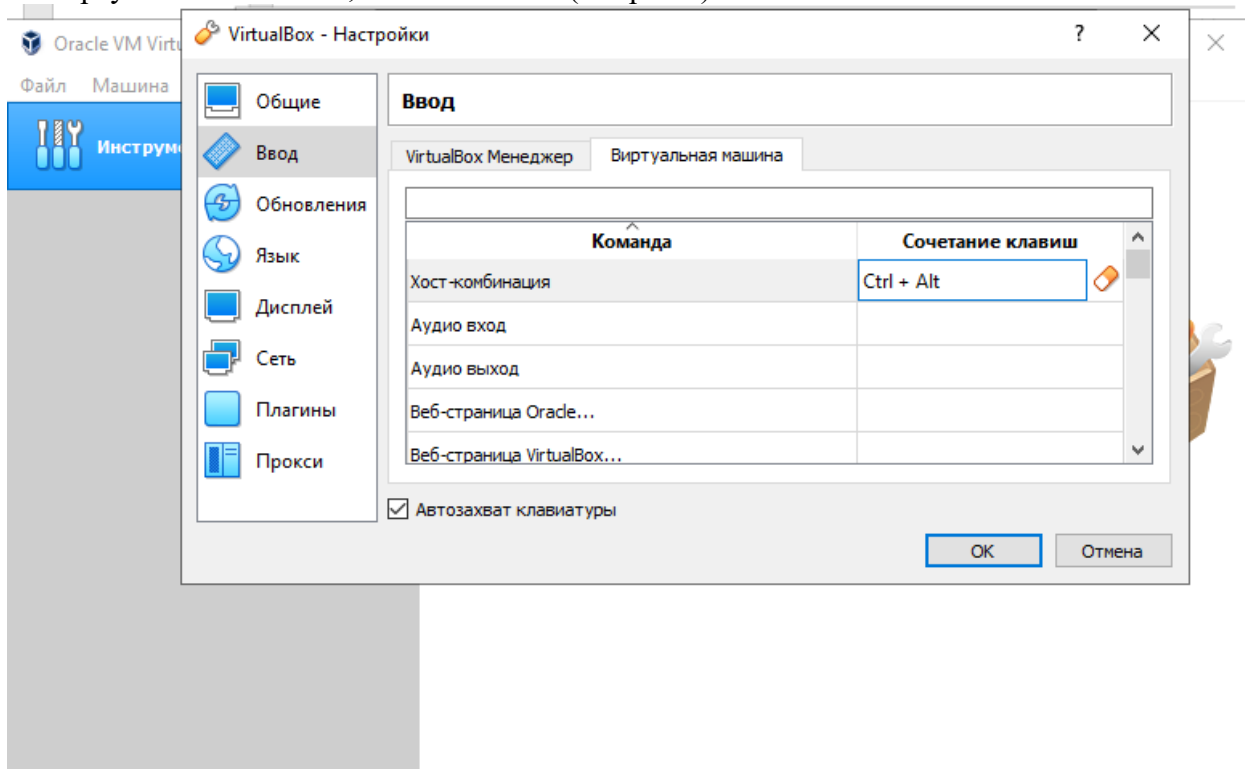 Oracle VM Virtu
VirtualBox - Настройки
?
Файл Машина
Инструме
Общие
Ввод
Обновления
Язык
Дисплей
Сеть
Плагины
Прокси
Ввод
VirtualBox Менеджер Виртуальная машина
Команда Сочетание клавиш
Хост-комбинация Ctrl + Alt
Аудио вход
Аудио выход
Веб-страница Oracle...
Веб-страница VirtualBox...
Автозахват клавиатуры
OK Отмена